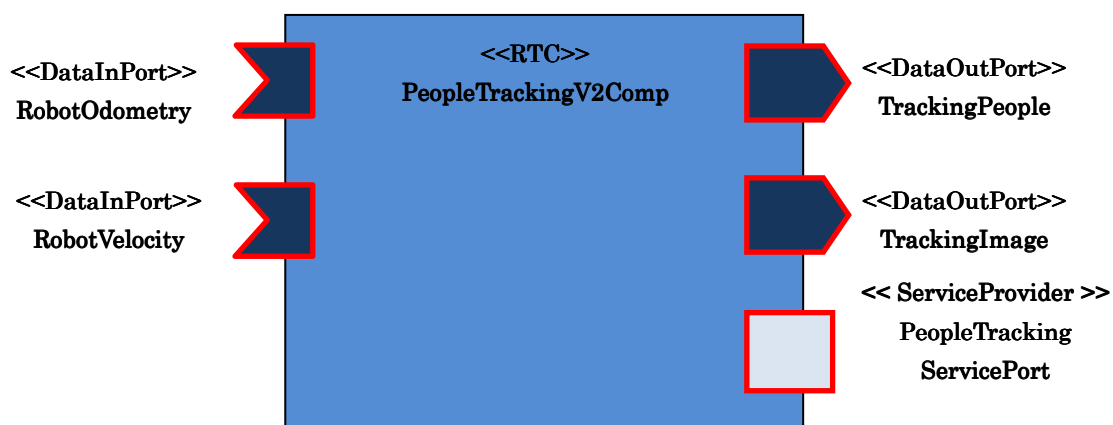 <<DataInPort>>
RobotOdometry
<<DataInPort>>
RobotVelocity
<<RTC>>
PeopleTrackingV2Comp
<<DataOutPort>>
TrackingPeople
<<DataOutPort>>
TrackingImage
<< ServiceProvider >>
PeopleTracking
ServicePort